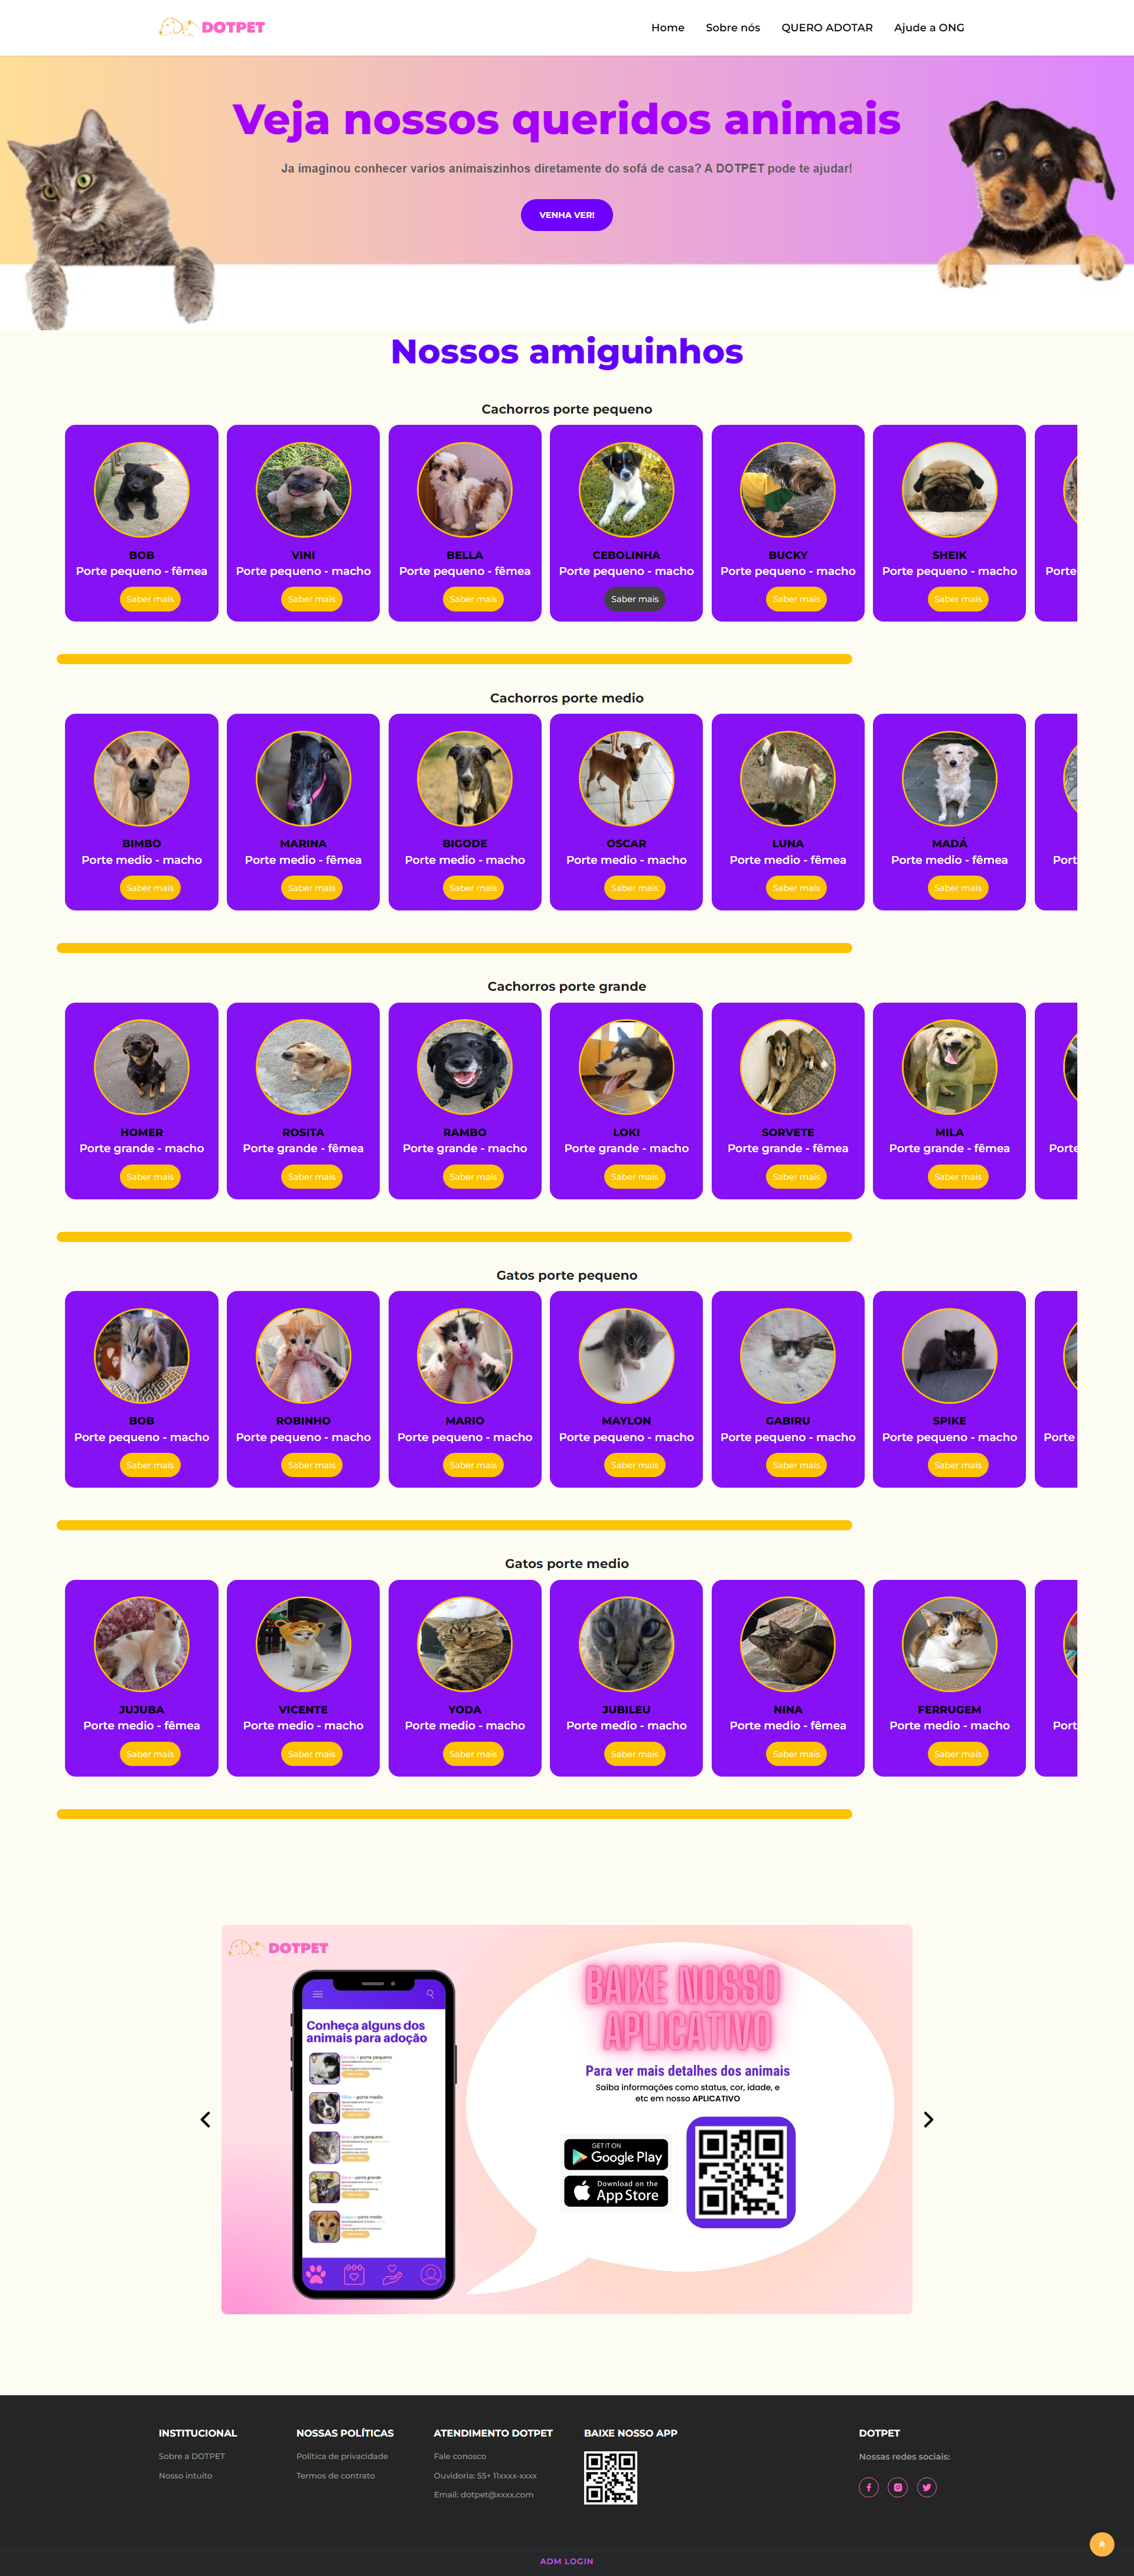 DOTPET
Home
Sobre nós
QUERO ADOTAR
Ajude a ONG
Veja nossos queridos animais
Ja imaginou conhecer varios animaiszinhos diretamente do sofá de casa? A DOTPET pode te ajudar!
VENHA VER!
Nossos amiguinhos
Cachorros porte pequeno
BOB
Porte pequeno - fêmea
Saber mais
VINI
Porte pequeno - macho
Saber mais
BELLA
Porte pequeno - fêmea
Saber mais
CEBOLINHA
Porte pequeno - macho
Saber mais
BUCKY
Porte pequeno - macho
Saber mais
SHEIK
Porte pequeno - macho
Saber mais
Porte
Cachorros porte medio
BIMBO
Porte medio - macho
Saber mais
MARINA
Porte medio - fêmea
Saber mais
BIGODE
Porte medio - macho
Saber mais
OSCAR
Porte medio - macho
Saber mais
LUNA
Porte medio - fêmea
Saber mais
MADÁ
Porte medio - fêmea
Saber mais
Port
Cachorros porte grande
HOMER
Porte grande - macho
Saber mais
ROSITA
Porte grande - fêmea
Saber mais
RAMBO
Porte grande - macho
Saber mais
LOKI
Porte grande - macho
Saber mais
SORVETE
Porte grande - fêmea
Saber mais
MILA
Porte grande - fêmea
Saber mais
Porte
Gatos porte pequeno
BOB
Porte pequeno - macho
Saber mais
ROBINHO
Porte pequeno - macho
Saber mais
MARIO
Porte pequeno - macho
Saber mais
MAYLON
Porte pequeno - macho
Saber mais
GABIRU
Porte pequeno - macho
Saber mais
SPIKE
Porte pequeno - macho
Saber mais
Porte
Gatos porte medio
JUJUBA
Porte medio - fêmea
Saber mais
VICENTE
Porte medio - macho
Saber mais
YODA
Porte medio - macho
Saber mais
JUBILEU
Porte medio - macho
Saber mais
NINA
Porte medio - fêmea
Saber mais
FERRUGEM
Porte medio - macho
Saber mais
Port
DOTPET
Conheça alguns dos
animais para adoção
porte pequeno
porte medio
porte pequeno
porte grande
porte medio
BAIXE NOSSO
APLICATIVO
Para ver mais detalhes dos animais
Saiba informações como status, cor, idade, e
etc em nosso APLICATIVO
GET IT ON
Google Play
Download on the
App Store
INSTITUCIONAL
Sobre a DOTPET
Nosso intuito
NOSSAS POLÍTICAS
Politica de privacidade
Termos de contrato
ATENDIMENTO DOTPET
Fale conosco
Ouvidoria: 55+ 11xxxx-xxxx
Email: dotpet@xxxx.com
BAIXE NOSSO APP
DOTPET
Nossas redes sociais:
ADM LOGIN